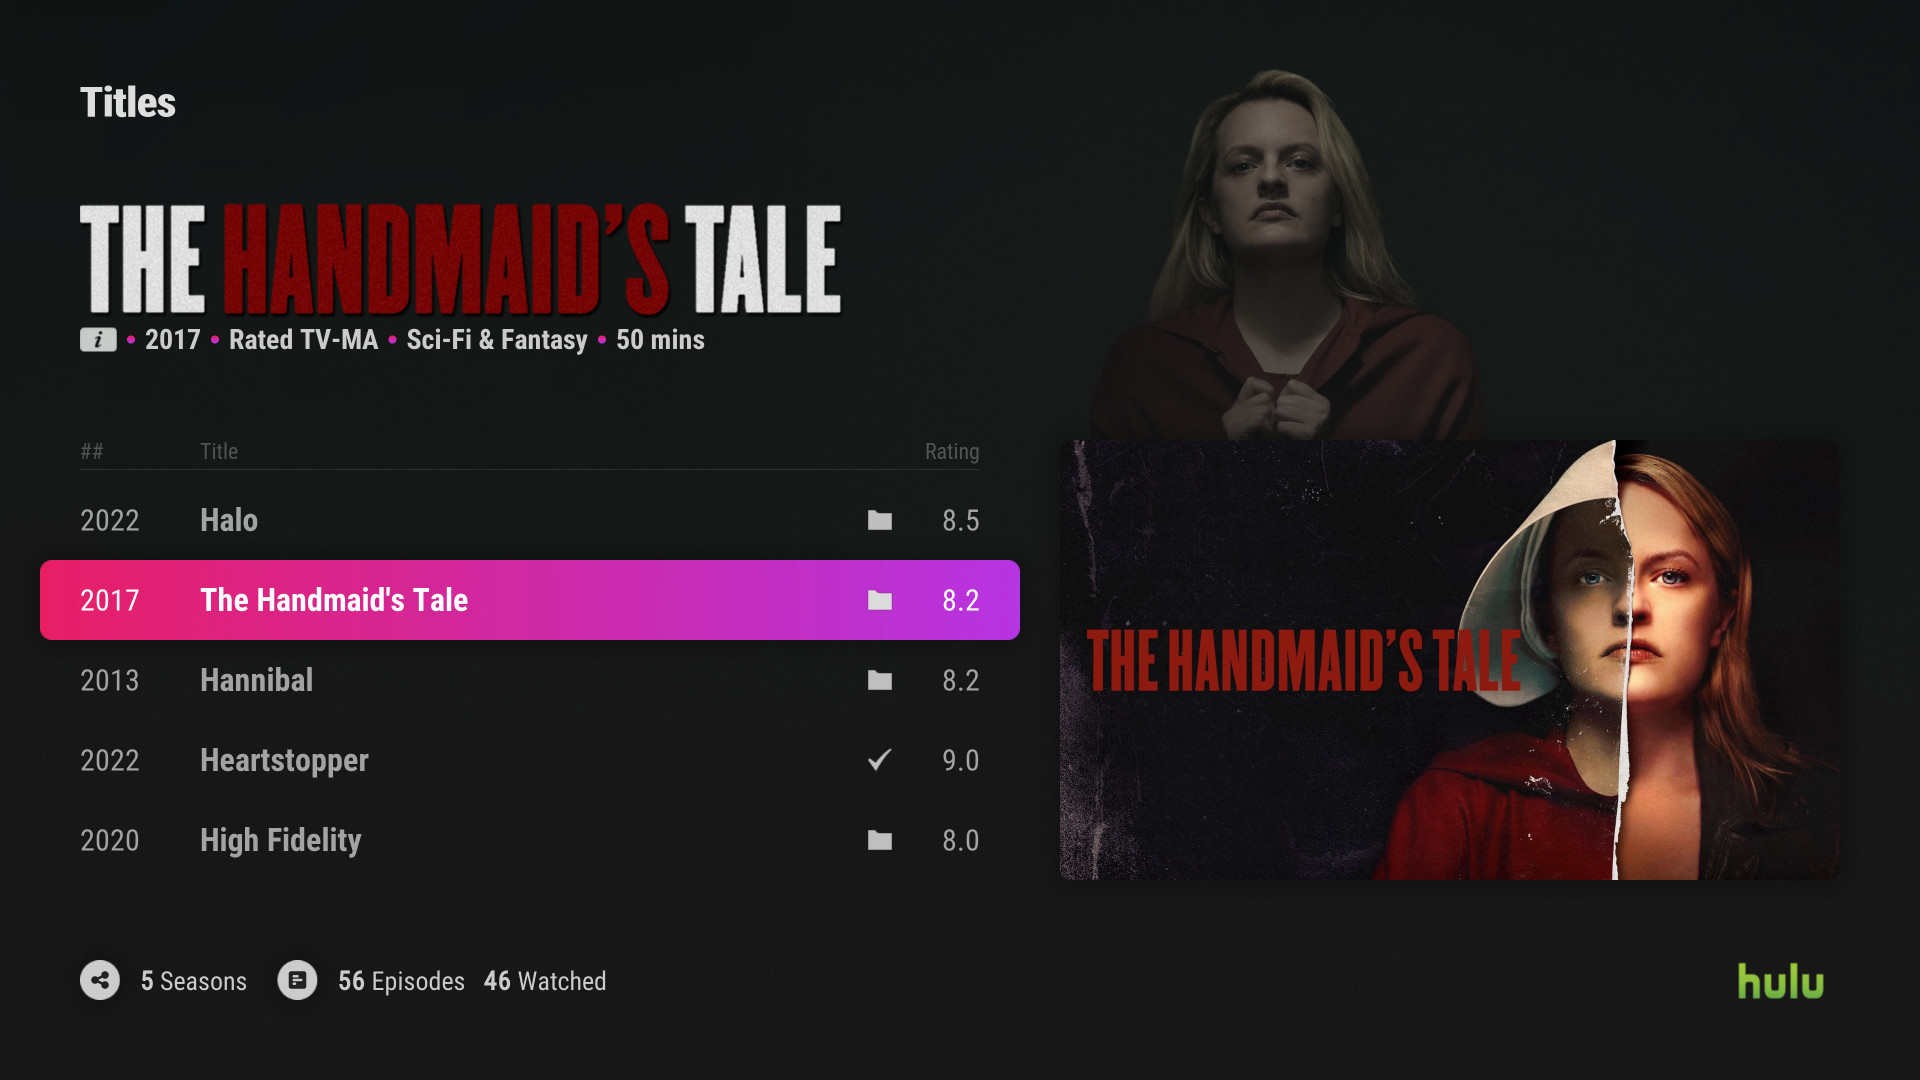 Titles
THE HANDMAID'S TALE
i • 2017 • Rated TV-MA • Sci-Fi & Fantasy • 50 mins
## Title Rating
2022 Halo 8.5
2017 The Handmaid's Tale 8.2
2013 Hannibal 8.2
2022 Heartstopper 9.0
2020 High Fidelity 8.0
THE HANDMAID'S TALE
5 Seasons 56 Episodes 46 Watched
hulu